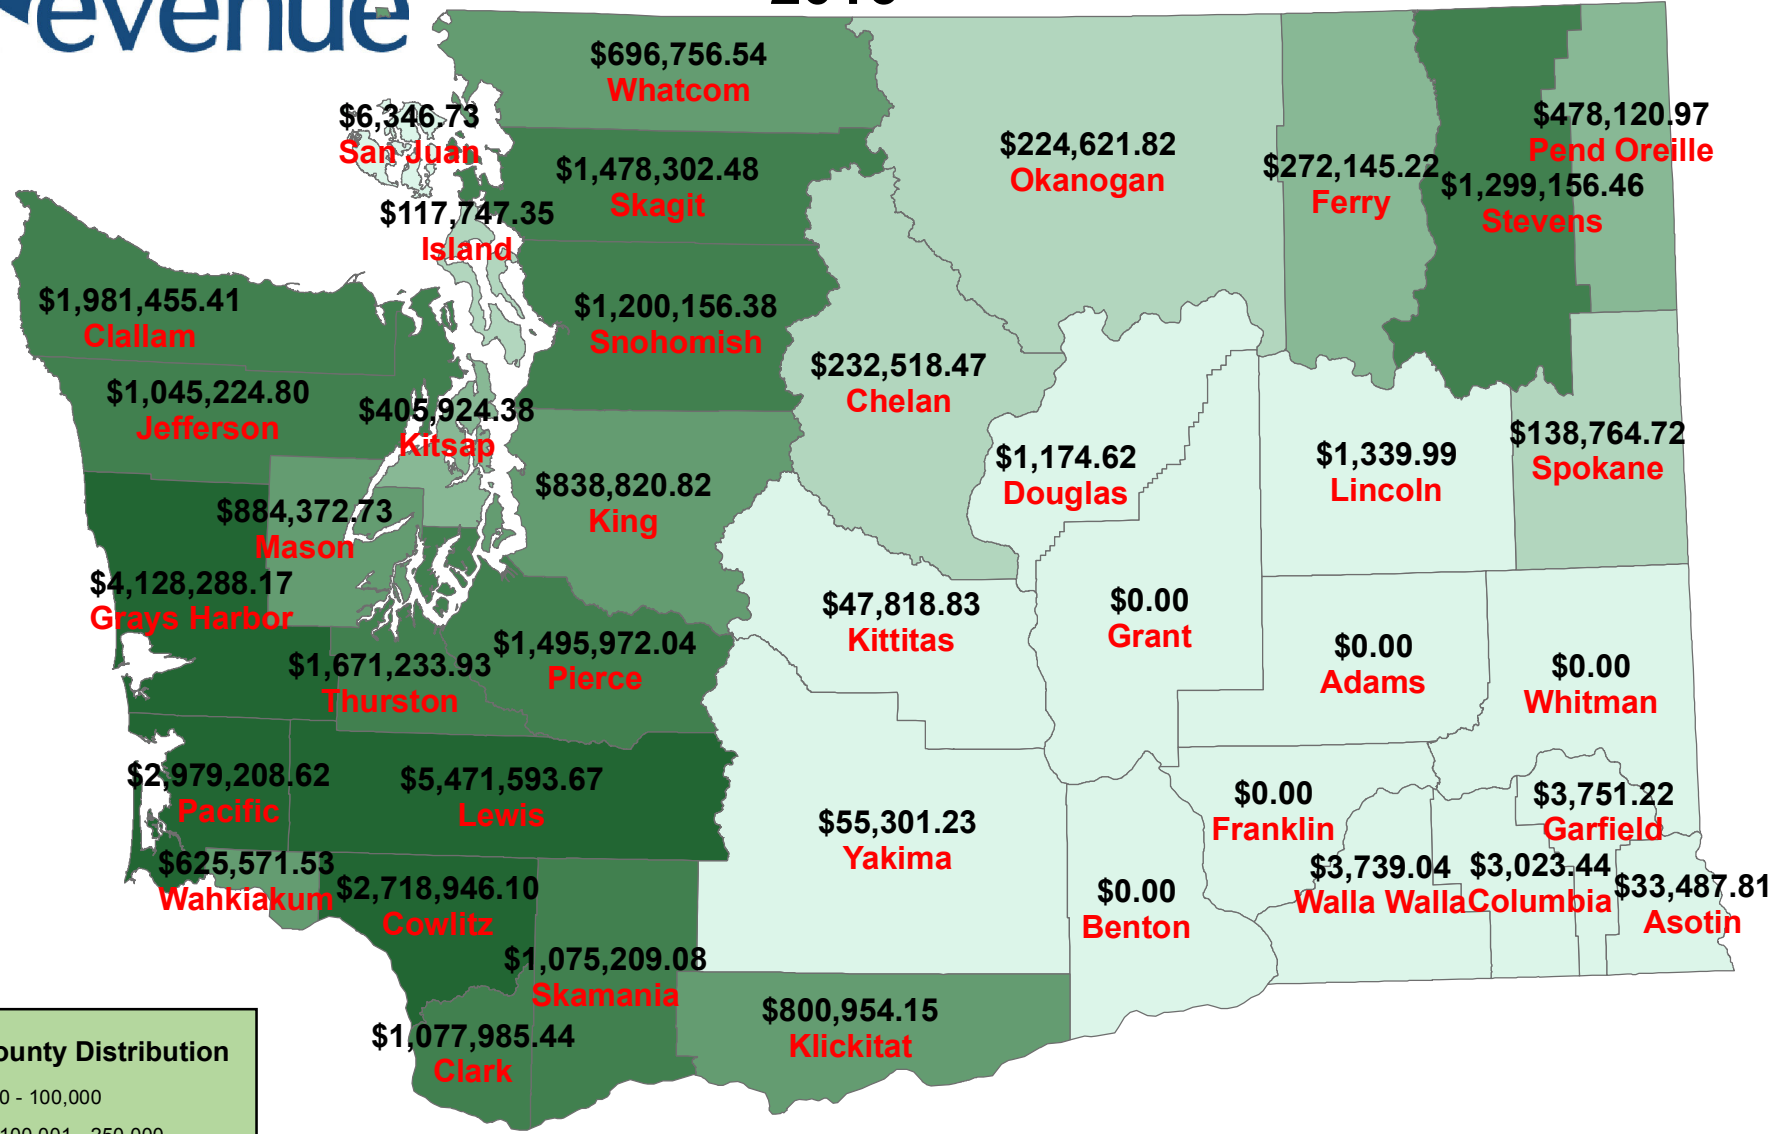 evenue
$696,756.54
Whatcom
$6,346.73
San Juan
$1,478,302.48
Skagit
$117,747.35
Island
$224,621.82
Okanogan
$272,145.22
Ferry
$478,120.97
Pend Oreille
$1,299,156.46
Stevens
$1,981,455.41
Clallam
$1,200,156.38
Snohomish
$1,045,224.80
Jefferson
$405,924.38
Kitsap
$232,518.47
Chelan
$838,820.82
King
$1,174.62
Douglas
$1,339.99
Lincoln
$138,764.72
Spokane
$884,372.73
Mason
$4,128,288.17
Grays Harbor
$47,818.83
Kittitas
$0.00
Grant
$0.00
Adams
$0.00
Whitman
$1,671,233.93
Thurston
$1,495,972.04
Pierce
$2,979,208.62
Pacific
$5,471,593.67
Lewis
$55,301.23
Yakima
$0.00
Franklin
$3,751.22
Garfield
$625,571.53
Wahkiakum
$2,718,946.10
Cowlitz
$0.00
Benton
$3,739.04
Walla Walla
$3,023.44
Columbia
$33,487.81
Asotin
$1,075,209.08
Skamania
$800,954.15
Klickitat
$1,077,985.44
Clark
ounty Distribution
0 - 100,000